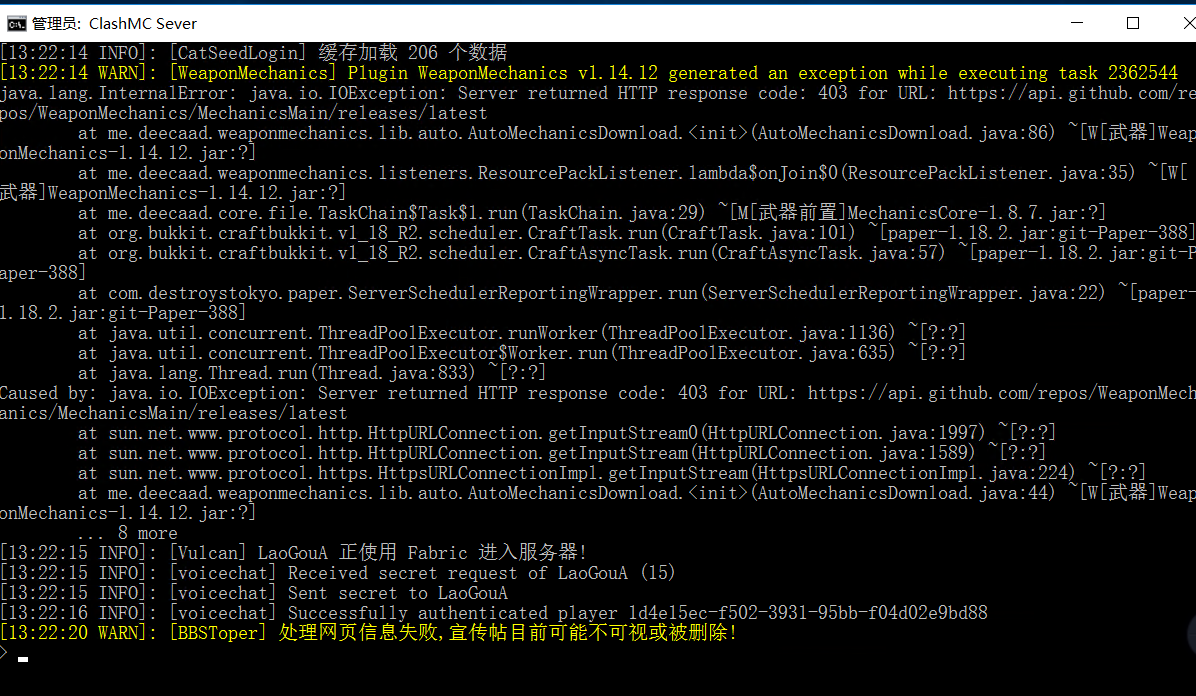 管理员: ClashMC Sever
[13:22:14 INFO]: [CatSeedLogin] 缓存加载 206 个数据
[13:22:14 WARN]: [WeaponMechanics] Plugin WeaponMechanics v1.14.12 generated an exception while executing task 2362544
java.lang.InternalError: java.io.IOException: Server returned HTTP response code: 403 for URL: https://api.github.com/re
pos/WeaponMechanics/MechanicsMain/releases/latest
at me.deecaad.weaponmechanics.lib.auto.AutoMechanicsDownload.<init>(AutoMechanicsDownload.java:86) ~[W[武器]Weap
onMechanics-1.14.12.jar:?]
at me.deecaad.weaponmechanics.listeners.ResourcePackListener.lambda$onJoin$0(ResourcePackListener.java:35) ~[W[
武器]WeaponMechanics-1.14.12.jar:?]
at me.deecaad.core.file.TaskChain$Task$1.run(TaskChain.java:29) ~[M[武器前置]MechanicsCore-1.8.7.jar:?]
at org.bukkit.craftbukkit.v1_18_R2.scheduler.CraftTask.run(CraftTask.java:101) ~[paper-1.18.2.jar:git-Paper-388]
at org.bukkit.craftbukkit.v1_18_R2.scheduler.CraftAsyncTask.run(CraftAsyncTask.java:57) ~[paper-1.18.2.jar:git-P
aper-388]
at com.destroystokyo.paper.ServerSchedulerReportingWrapper.run(ServerSchedulerReportingWrapper.java:22) ~[paper-
1.18.2.jar:git-Paper-388]
at java.util.concurrent.ThreadPoolExecutor.runWorker(ThreadPoolExecutor.java:1136) ~[?:?]
at java.util.concurrent.ThreadPoolExecutor$Worker.run(ThreadPoolExecutor.java:635) ~[?:?]
at java.lang.Thread.run(Thread.java:833) ~[?:?]
Caused by: java.io.IOException: Server returned HTTP response code: 403 for URL: https://api.github.com/repos/WeaponMech
anics/MechanicsMain/releases/latest
at sun.net.www.protocol.http.HttpURLConnection.getInputStream0(HttpURLConnection.java:1997) ~[?:?]
at sun.net.www.protocol.http.HttpURLConnection.getInputStream(HttpURLConnection.java:1589) ~[?:?]
at sun.net.www.protocol.https.HttpsURLConnectionImpl.getInputStream(HttpsURLConnectionImpl.java:224) ~[?:?]
at me.deecaad.weaponmechanics.lib.auto.AutoMechanicsDownload.<init>(AutoMechanicsDownload.java:44) ~[W[武器]Weap
onMechanics-1.14.12.jar:?]
... 8 more
[13:22:15 INFO]: [Vulcan] LaoGouA 正使用 Fabric 进入服务器!
[13:22:15 INFO]: [voicechat] Received secret request of LaoGouA (15)
[13:22:15 INFO]: [voicechat] Sent secret to LaoGouA
[13:22:16 INFO]: [voicechat] Successfully authenticated player 1d4e15ec-f502-3931-95bb-f04d02e9bd88
[13:22:20 WARN]: [BBSToper] 处理网页信息失败,宣传帖目前可能不可视或被删除!
>